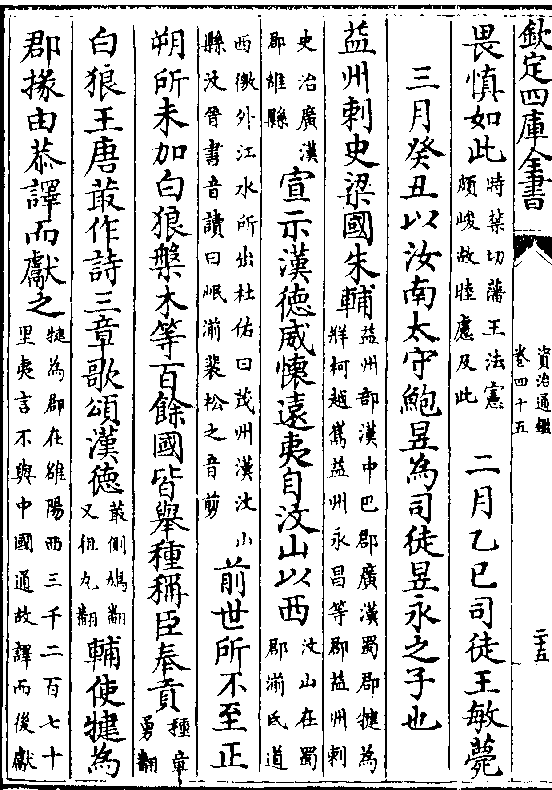 欽定四庫全書
資治通鑑
卷四十五
二十五
畏慎如此時禁切藩王法憲頗峻故睦慮及此 二月乙巳司徒王敏薨
三月癸丑以汝南太守鮑昱為司徒昱永之子也
益州刺史梁國朱輔益州部漢中巴郡廣漢蜀郡犍為牂柯越嶲益州永昌等郡益州刺
史治廣漢郡雒縣宣示漢德威懷遠夷自汶山以西汶山在蜀郡湔氐道
西徼外江水所出杜佑曰茂州漢汶山縣汶晉書音讀曰岷湔裴松之音剪前世所不至正
朔所未加白狼槃木等百餘國皆舉種稱臣奉貢種章勇翻
白狼王唐菆作詩三章歌頌漢德菆側鳩翻又徂丸翻輔使犍為
郡掾由恭譯而獻之犍為郡在雒陽西三千二百七十里夷言不與中國通故譯而後獻